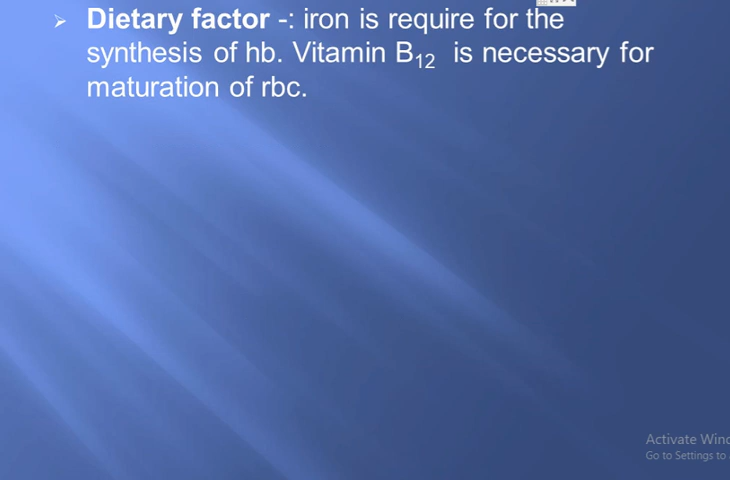 ➢ Dietary factor -: iron is require for the
synthesis of hb. Vitamin B₁₂ is necessary for
maturation of rbc.
Activate Wind
Go to Settings to